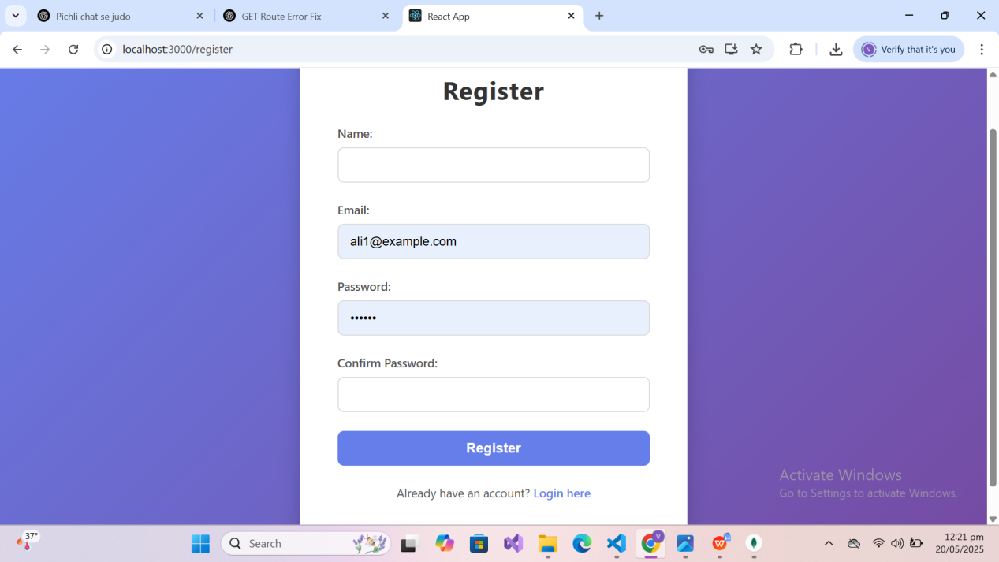 Pichli chat se judo
GET Route Error Fix
React App
localhost:3000/register
Verify that it's you
Register
Name:
Email:
ali1@example.com
Password:
••••••
Confirm Password:
Register
Already have an account? Login here
Activate Windows
Go to Settings to activate Windows.
37°
Search
12:21 pm
20/05/2025